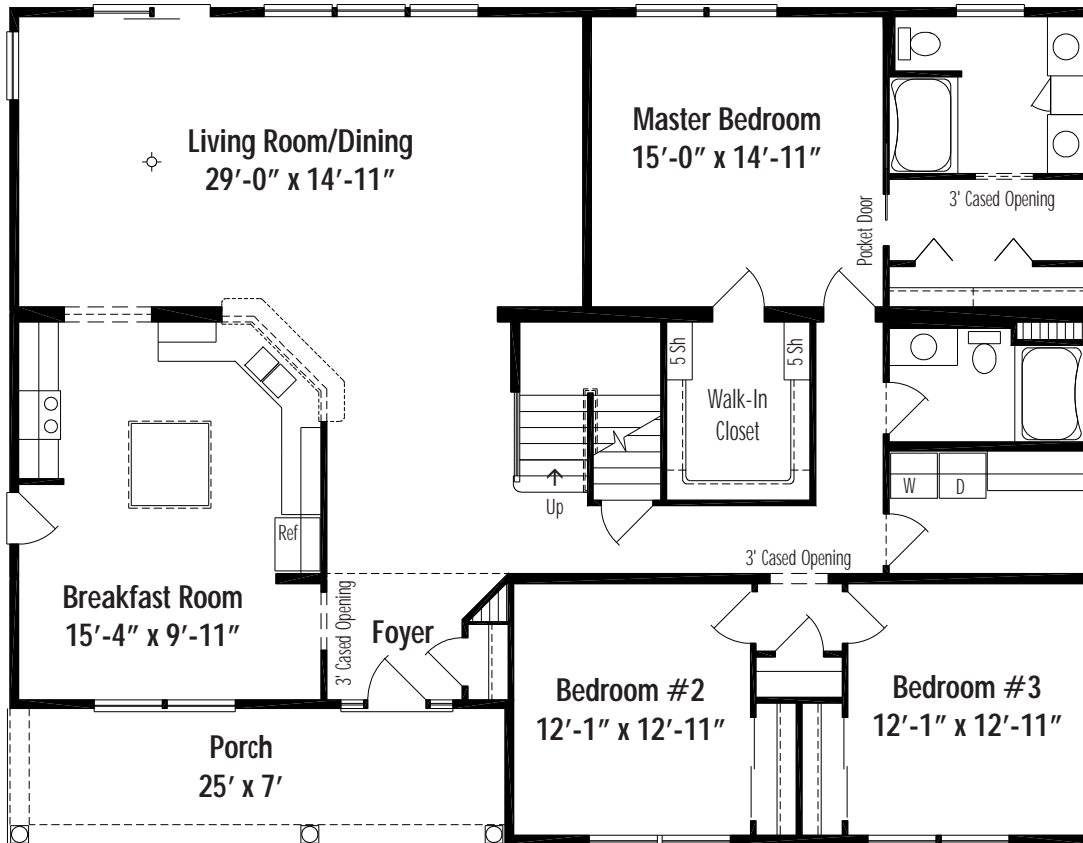 Living Room/Dining
29’-0” x 14’-11”
Master Bedroom
15’-0” x 14’-11”
Pocket Door
3' Cased Opening
5 Sh
5 Sh
Walk-In
Closet
Up
W
D
Ref
3' Cased Opening
Breakfast Room
15’-4” x 9’-11”
3' Cased Opening
Foyer
Bedroom #2
12’-1” x 12’-11”
Bedroom #3
12’-1” x 12’-11”
Porch
25’ x 7’